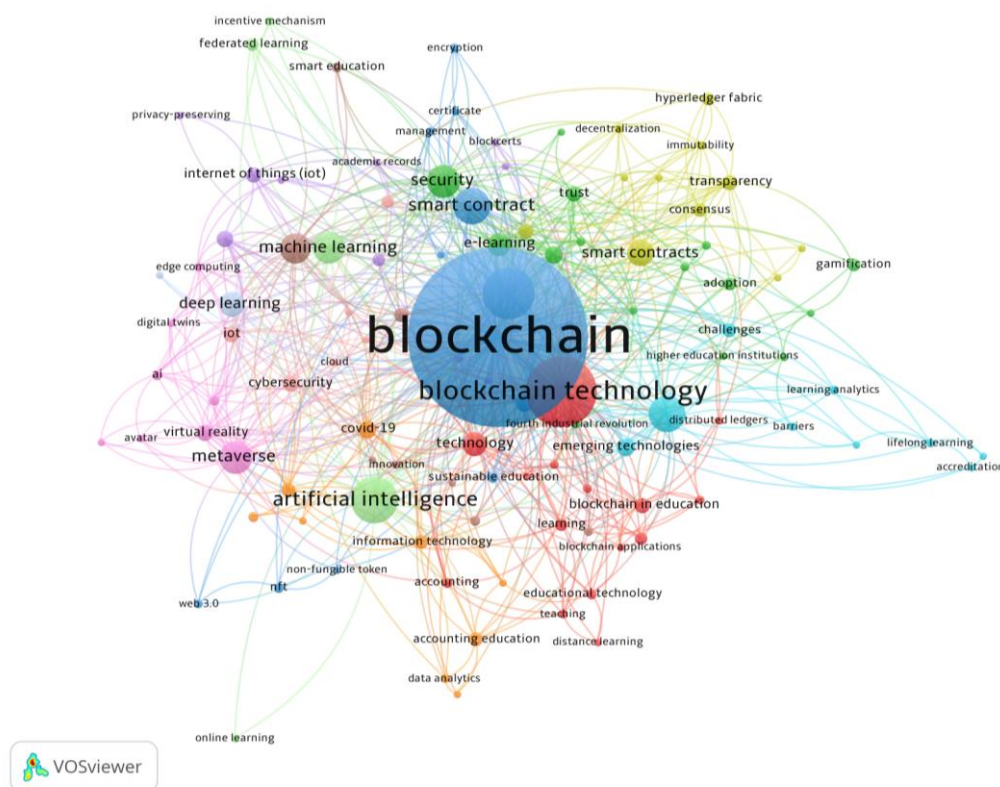 incentive mechanism
federated learning
encryption
smart education
hyperledger fabric
privacy-preserving
certificate
management
decentralization
blockcerts
immutability
academic records
internet of things (iot)
security
transparency
trust
smart contract
consensus
e-learning
machine learning
smart contracts
edge computing
gamification
adoption
deep learning
digital twins
iot
blockchain
challenges
higher education institutions
cloud
ai
cybersecurity
blockchain technology
learning analytics
fourth industrial revolution
distributed ledgers
barriers
covid-19
avatar
virtual reality
technology
emerging technologies
lifelong learning
metaverse
innovation
accreditation
sustainable education
artificial intelligence
blockchain in education
learning
information technology
blockchain applications
non-fungible token
nft
accounting
educational technology
web 3.0
teaching
accounting education
distance learning
data analytics
online learning
VOSviewer